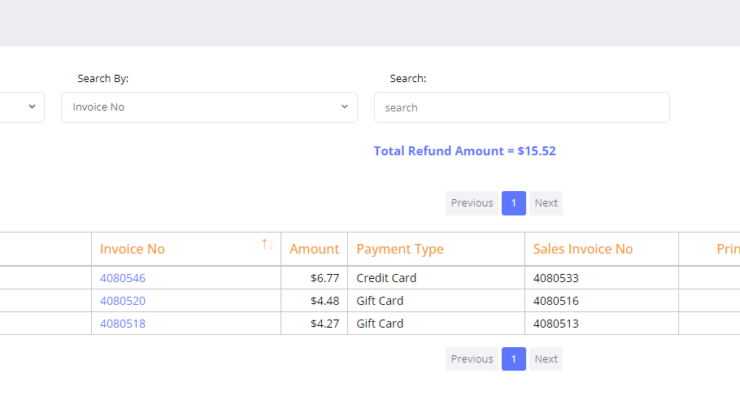 Search By:
Search:
Invoice No
search
Total Refund Amount = $15.52
Previous 1 Next
Invoice No Amount Payment Type Sales Invoice No Prin
4080546 $6.77 Credit Card 4080533
4080520 $4.48 Gift Card 4080516
4080518 $4.27 Gift Card 4080513
Previous 1 Next